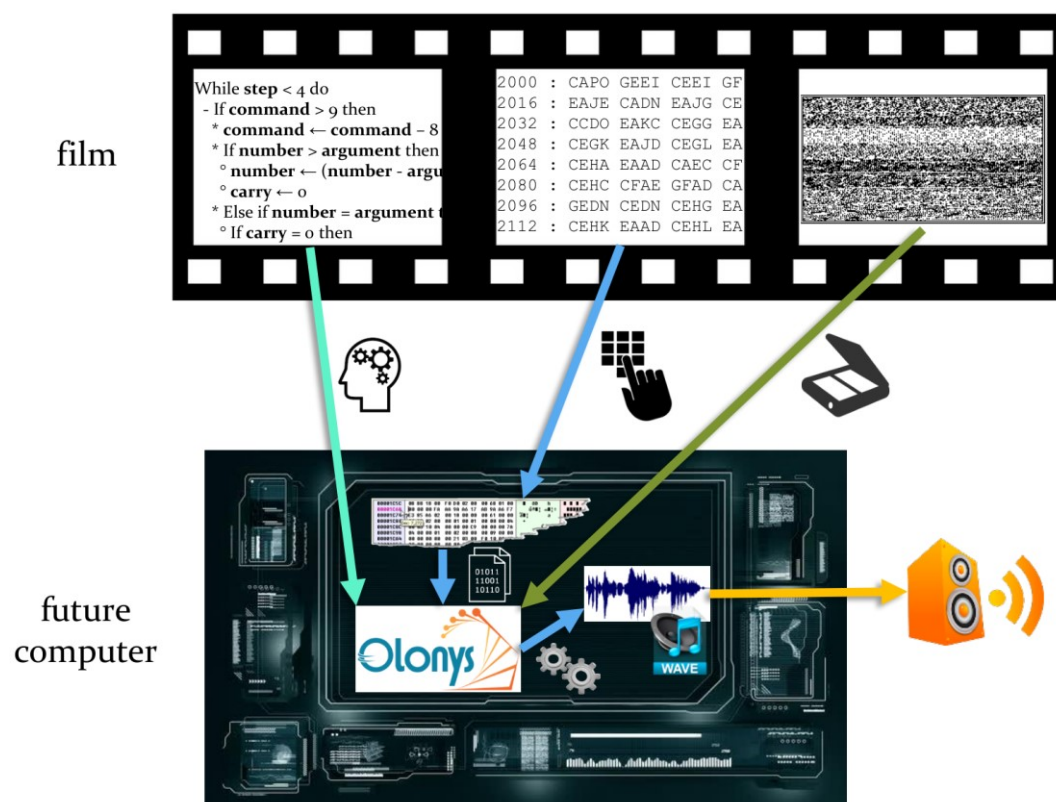 While step < 4 do
- If command > 9 then
* command ← command – 8
* If number > argument then
° number ← (number - argu
° carry ← 0
* Else if number = argument t
° If carry = 0 then
2000 : CAPO GEEI CEEI GF
2016 : EAJE CADN EAJG CE
2032 : CCDO EAKC CEGG EA
2048 : CEGK EAJD CEGL EA
2064 : CEHA EAAD CAEC CF
2080 : CEHC CFAE GFAD CA
2096 : GEDN CEDN CEHG EA
2112 : CEHK EAAD CEHL EA
film
01011
11001
10110
Olonys
WAVE
future
computer